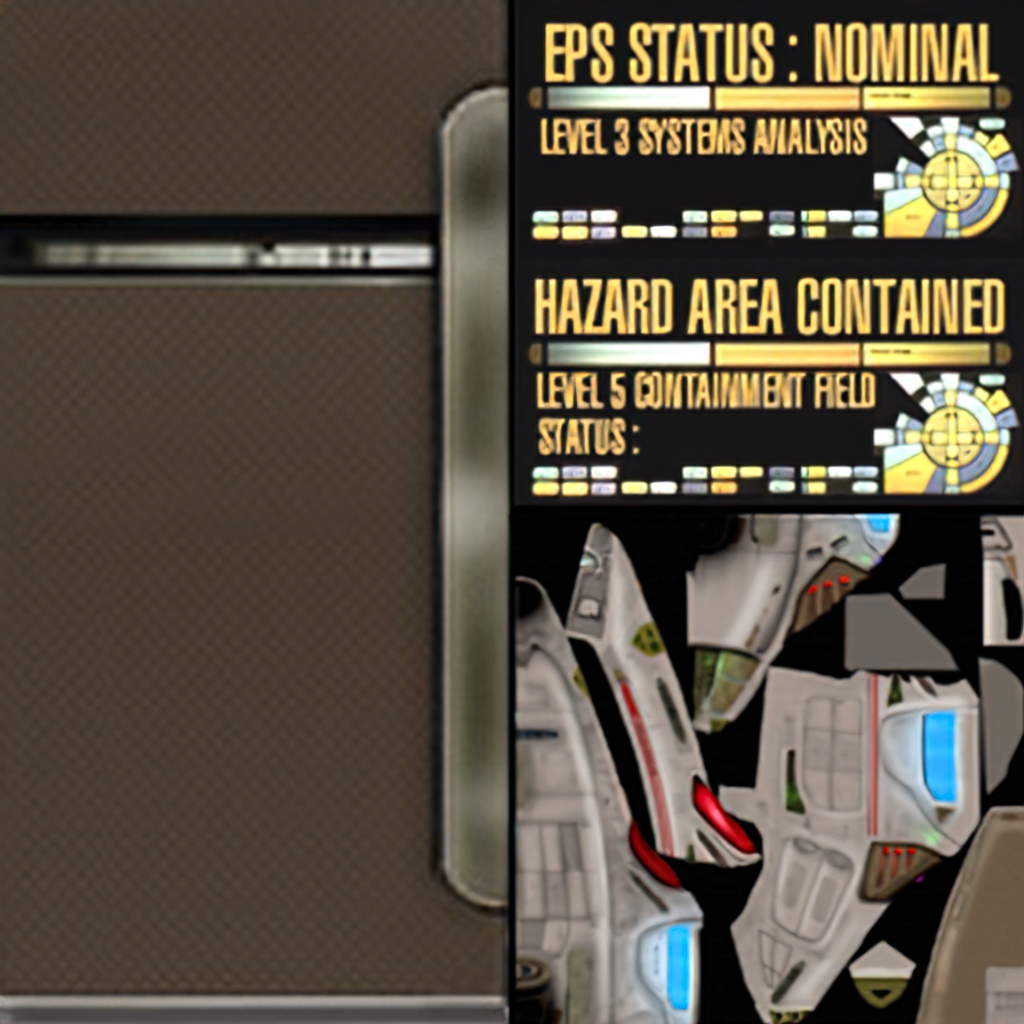 EPS STATUS : NOMINAL
LEVEL 3 SYSTEMS ANALYSIS
HAZARD AREA CONTAINED
LEVEL 5 CONTAINMENT FIELD
STATUS :